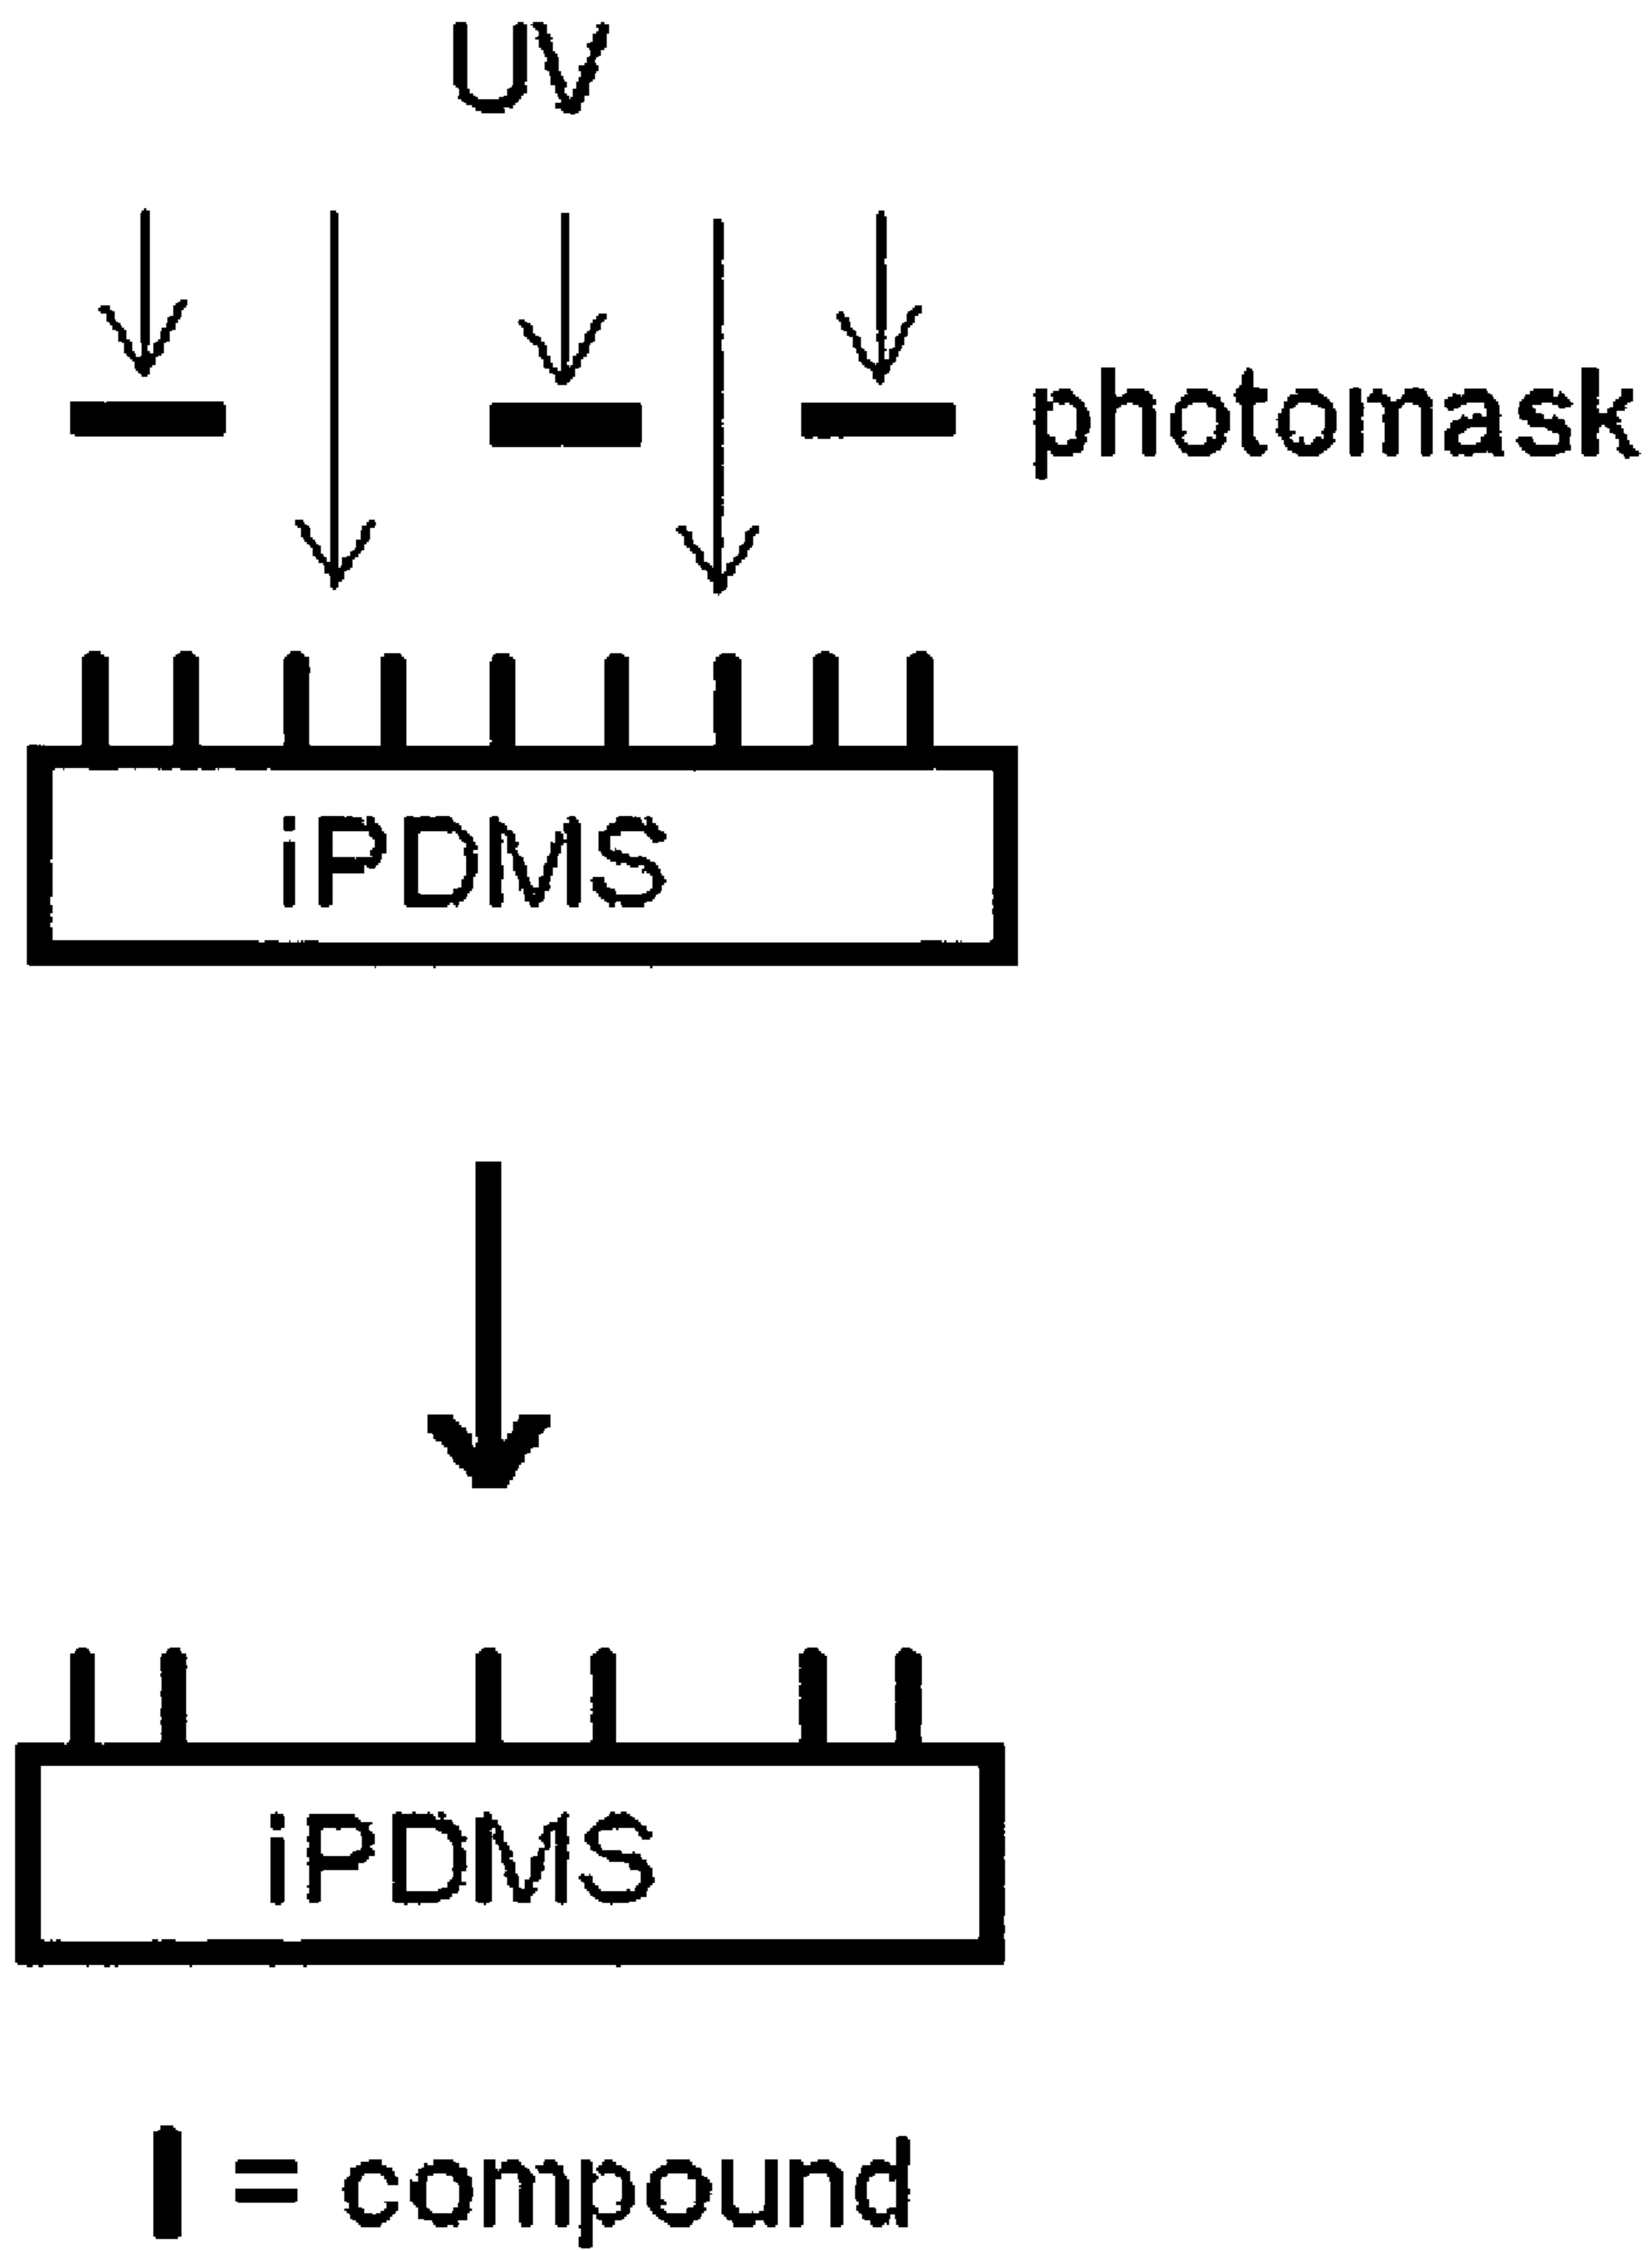 UV
photomask
iPDMS
iPDMS
= compound